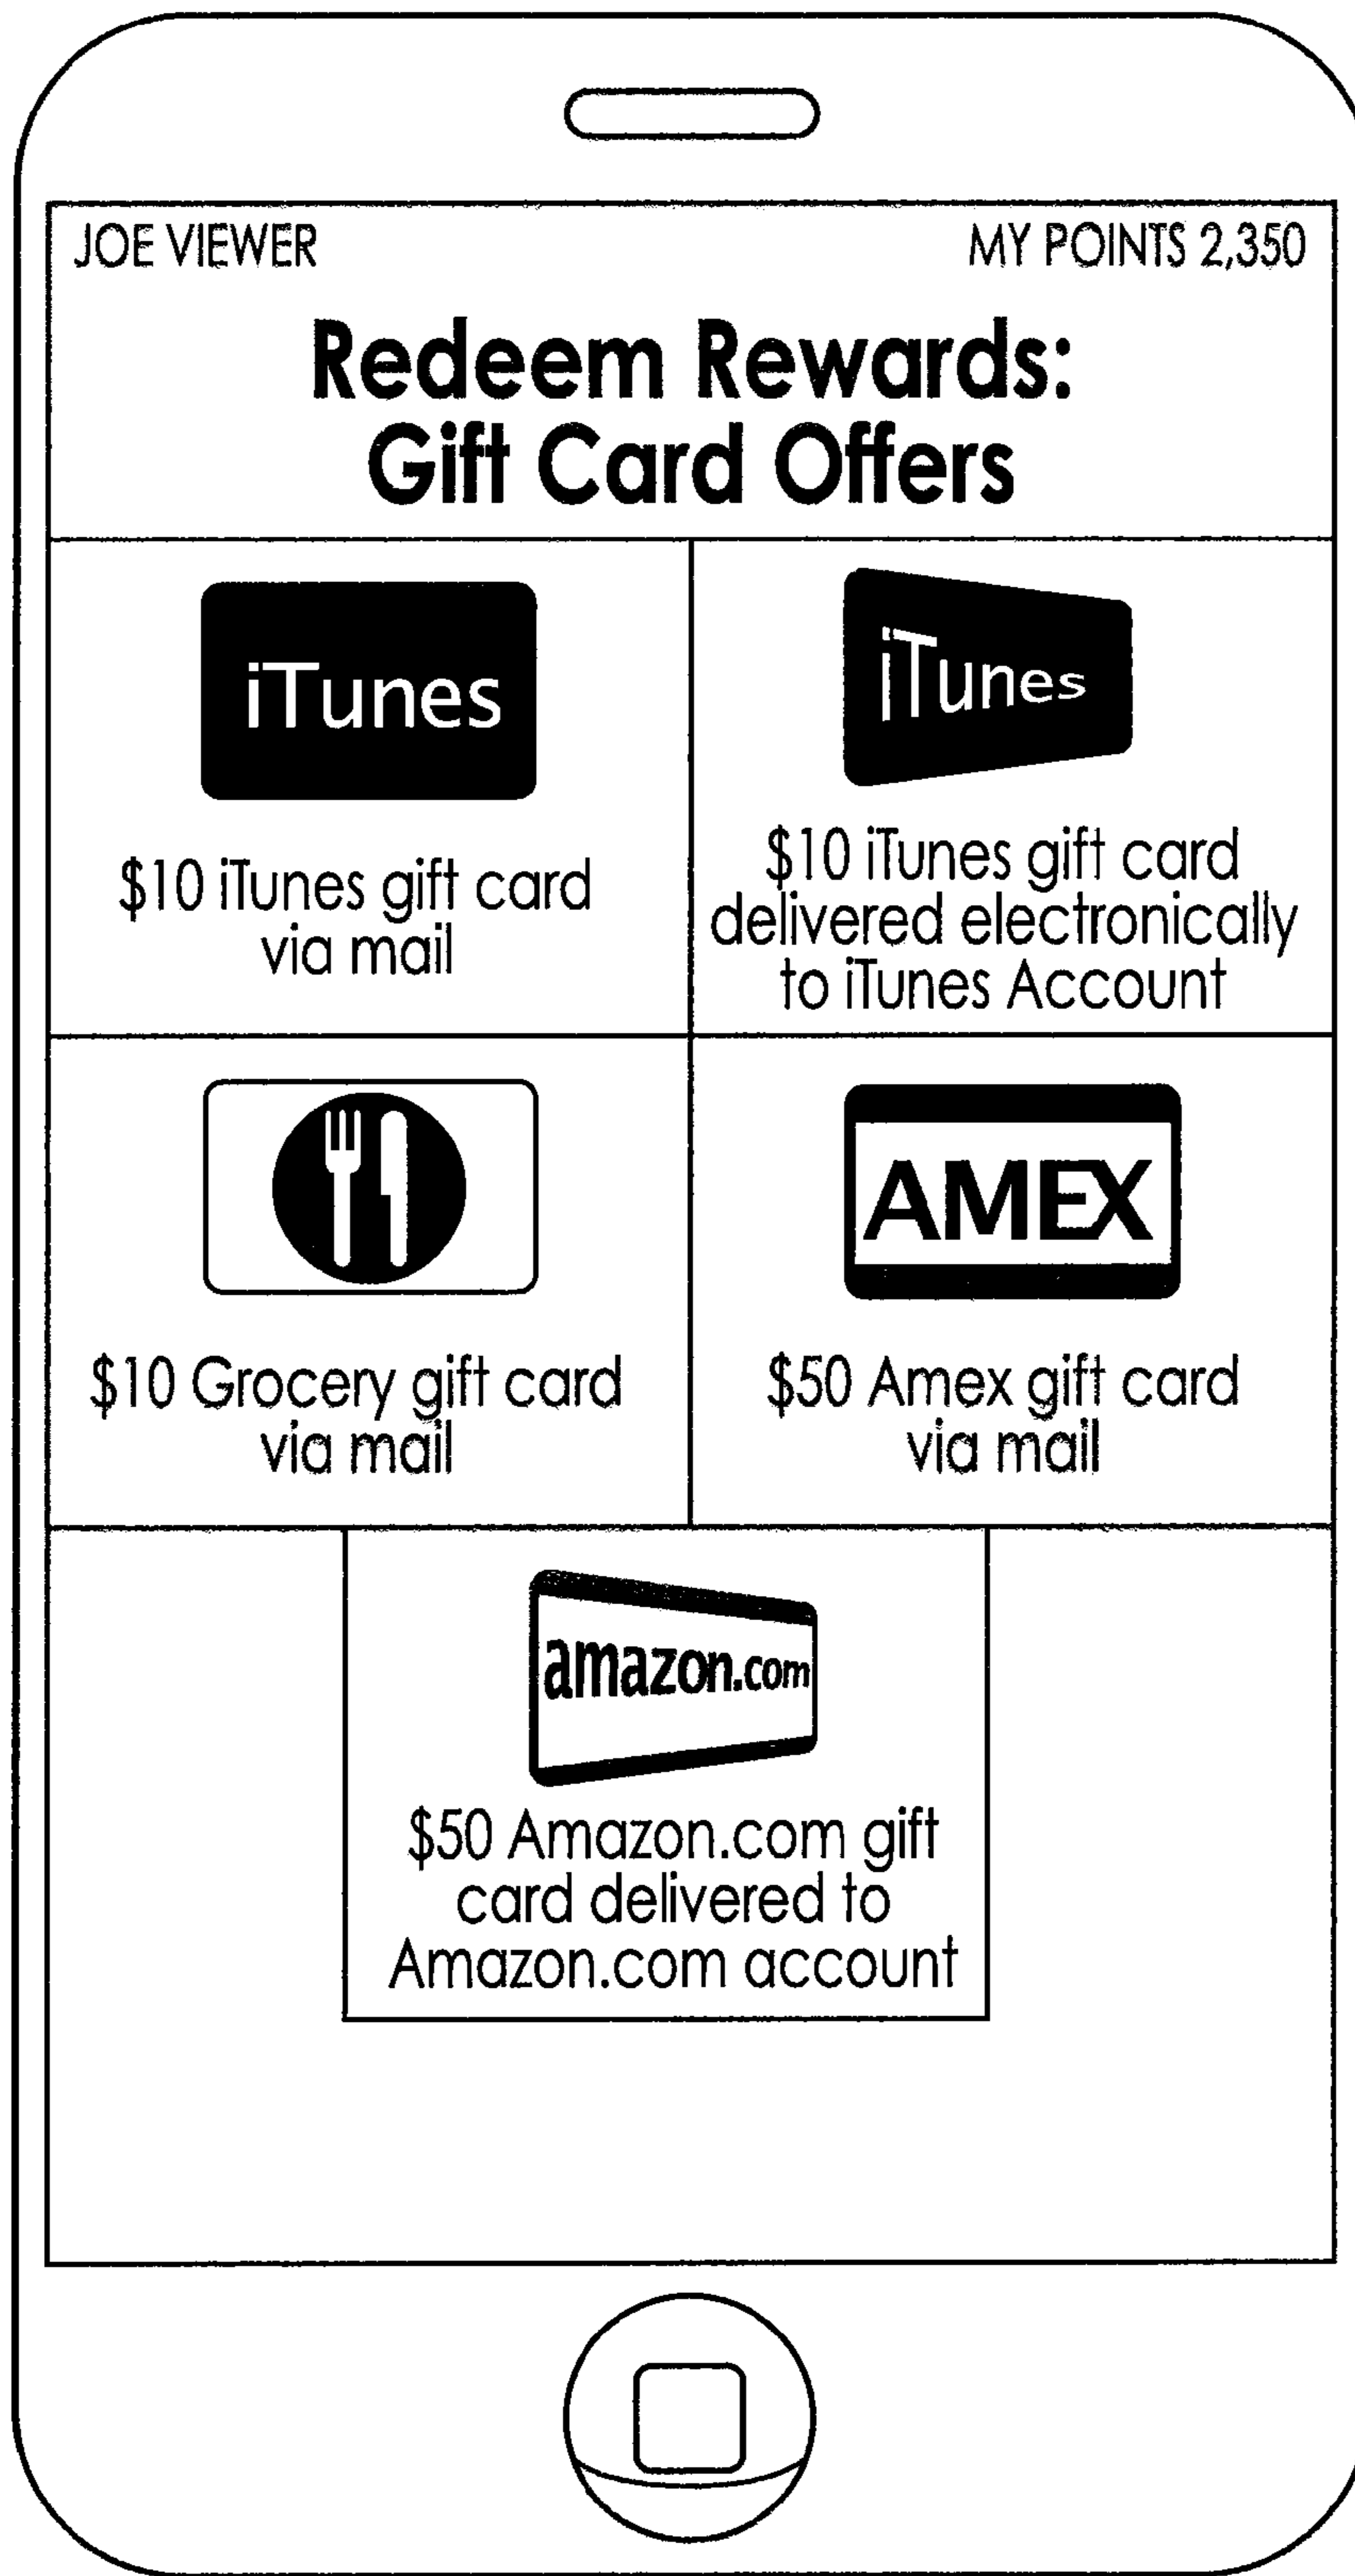 JOE VIEWER
MY POINTS 2,350
Redeem Rewards:
Gift Card Offers
iTunes
$10 iTunes gift card
via mail
iTunes
$10 iTunes gift card
delivered electronically
to iTunes Account
$10 Grocery gift card
via mail
AMEX
$50 Amex gift card
via mail
amazon.com
$50 Amazon.com gift
card delivered to
Amazon.com account